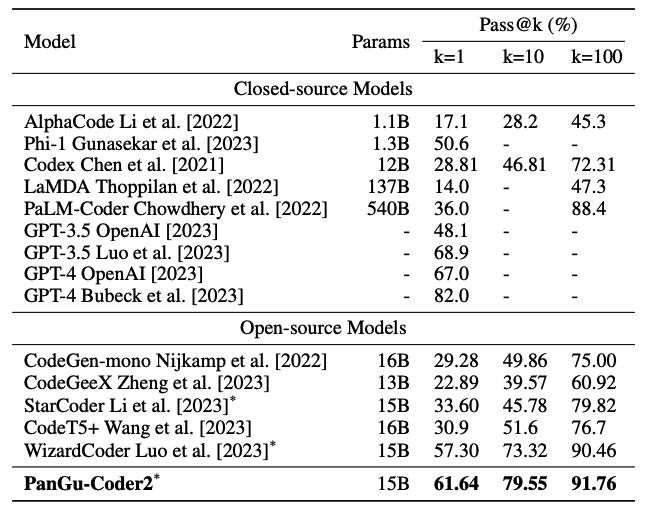 Model Params Pass@k (%)
k=1 k=10 k=100
Closed-source Models
AlphaCode Li et al. [2022] 1.1B 17.1 28.2 45.3
Phi-1 Gunasekar et al. [2023] 1.3B 50.6 - -
Codex Chen et al. [2021] 12B 28.81 46.81 72.31
LaMDA Thoppilan et al. [2022] 137B 14.0 - 47.3
PaLM-Coder Chowdhery et al. [2022] 540B 36.0 - 88.4
GPT-3.5 OpenAI [2023] - 48.1 - -
GPT-3.5 Luo et al. [2023] - 68.9 - -
GPT-4 OpenAI [2023] - 67.0 - -
GPT-4 Bubeck et al. [2023] - 82.0 - -
Open-source Models
CodeGen-mono Nijkamp et al. [2022] 16B 29.28 49.86 75.00
CodeGeeX Zheng et al. [2023] 13B 22.89 39.57 60.92
StarCoder Li et al. [2023]* 15B 33.60 45.78 79.82
CodeT5+ Wang et al. [2023] 16B 30.9 51.6 76.7
WizardCoder Luo et al. [2023]* 15B 57.30 73.32 90.46
PanGu-Coder2* 15B 61.64 79.55 91.76